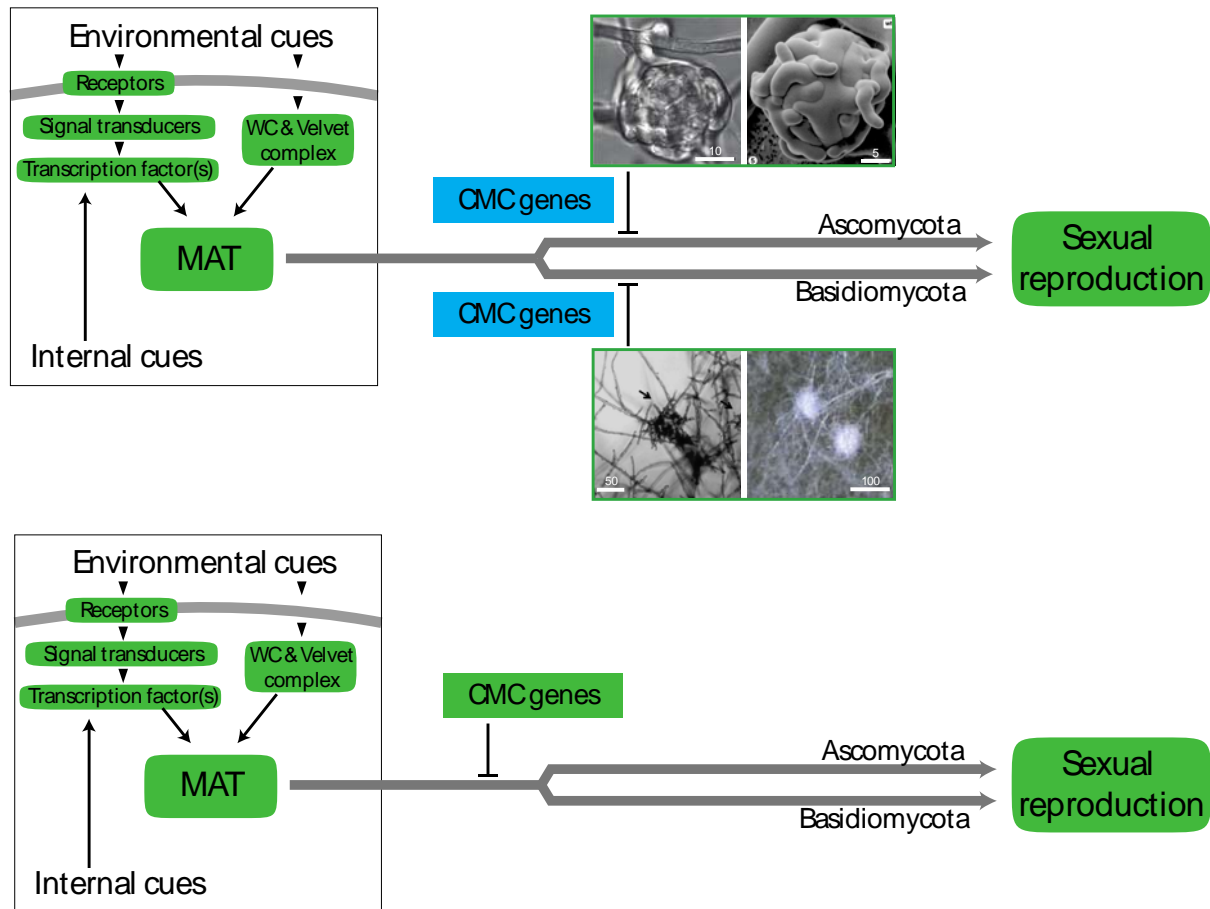 Environmental cues
Receptors
Signal transducers
WC & Velvet
complex
Transcription factor(s)
MAT
Internal cues
10
5
CMC genes
Ascomycota
Basidiomycota
CMC genes
Sexual
reproduction
50
100
Environmental cues
Receptors
Signal transducers
WC & Velvet
complex
Transcription factor(s)
MAT
Internal cues
CMC genes
Ascomycota
Basidiomycota
Sexual
reproduction